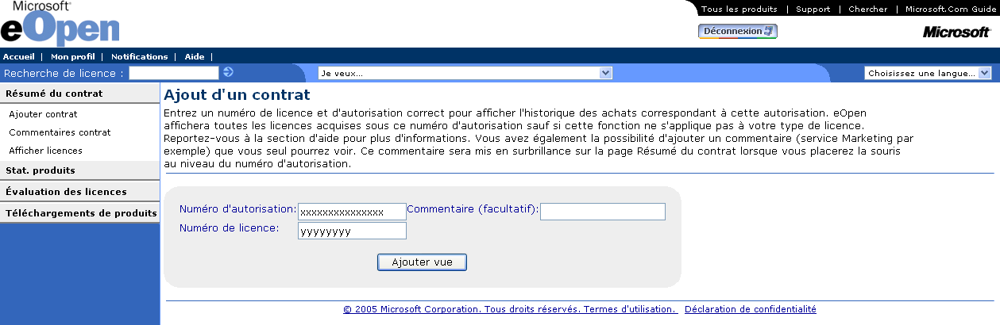 Microsoft®
eOpen
Tous les produits | Support | Chercher | Microsoft.Com Guide
Déconnexion
Microsoft
Accueil | Mon profil | Notifications | Aide |
Recherche de licence :
Je veux...
Choisissez une langue...
Résumé du contrat
Ajouter contrat
Commentaires contrat
Afficher licences
Stat. produits
Évaluation des licences
Téléchargements de produits
Ajout d'un contrat
Entrez un numéro de licence et d'autorisation correct pour afficher l'historique des achats correspondant à cette autorisation. eOpen
affichera toutes les licences acquises sous ce numéro d'autorisation sauf si cette fonction ne s'applique pas à votre type de licence.
Reportez-vous à la section d'aide pour plus d'informations. Vous avez également la possibilité d'ajouter un commentaire (service Marketing par
exemple) que vous seul pourrez voir. Ce commentaire sera mis en surbrillance sur la page Résumé du contrat lorsque vous placerez la souris
au niveau du numéro d'autorisation.
Numéro d'autorisation: xxxxxxxxxxxxxxx Commentaire (facultatif):
Numéro de licence: yyyyyyyy
Ajouter vue
© 2005 Microsoft Corporation. Tous droits réservés. Termes d'utilisation. Déclaration de confidentialité